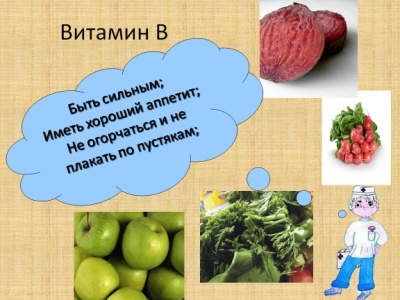 Витамин В
Быть сильным;
Иметь хороший аппетит;
Не огорчаться и не
плакать по пустякам;